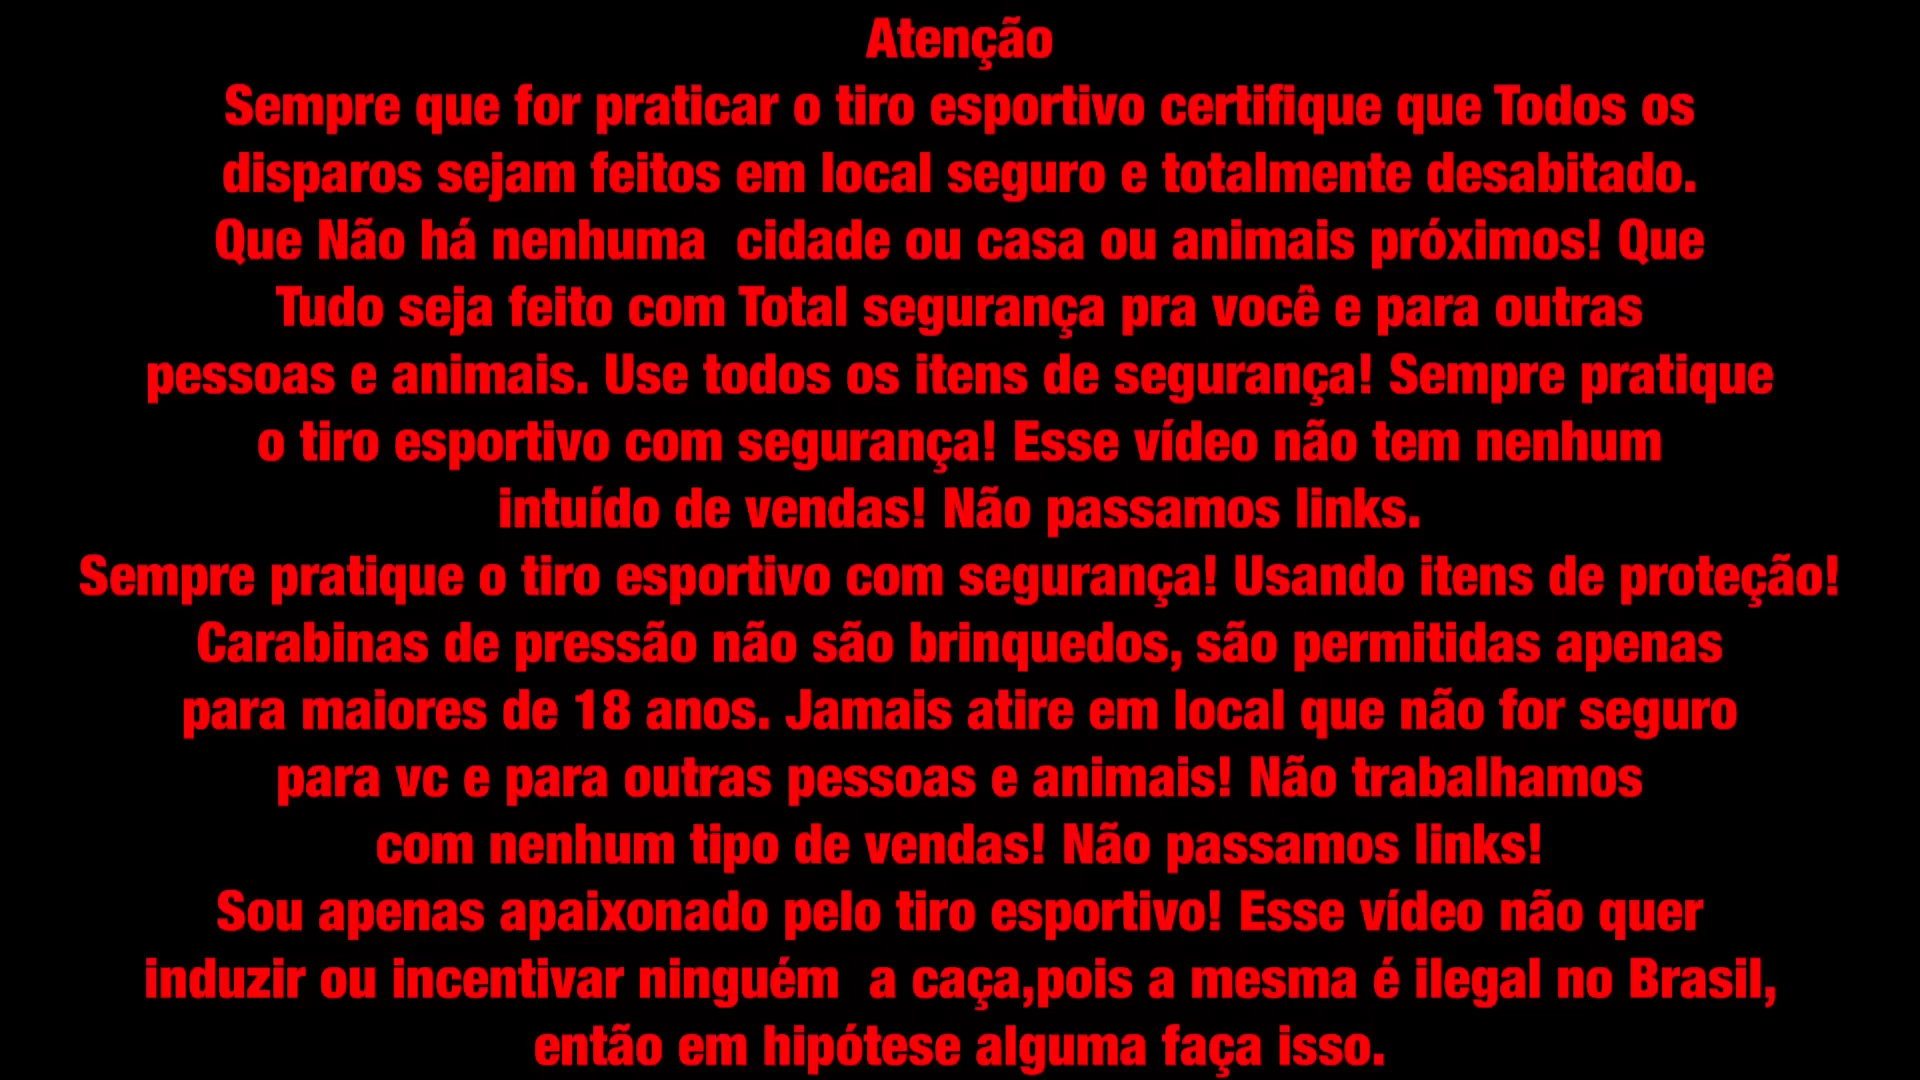 Atenção
Sempre que for praticar o tiro esportivo certifique que Todos os
disparos sejam feitos em local seguro e totalmente desabitado.
Que Não há nenhuma  cidade ou casa ou animais próximos! Que
Tudo seja feito com Total segurança pra você e para outras
pessoas e animais. Use todos os itens de segurança! Sempre pratique
o tiro esportivo com segurança! Esse vídeo não tem nenhum
intuído de vendas! Não passamos links.
Sempre pratique o tiro esportivo com segurança! Usando itens de proteção!
Carabinas de pressão não são brinquedos, são permitidas apenas
para maiores de 18 anos. Jamais atire em local que não for seguro
para vc e para outras pessoas e animais! Não trabalhamos
com nenhum tipo de vendas! Não passamos links!
Sou apenas apaixonado pelo tiro esportivo! Esse vídeo não quer
induzir ou incentivar ninguém  a caça,pois a mesma é ilegal no Brasil,
então em hipótese alguma faça isso.